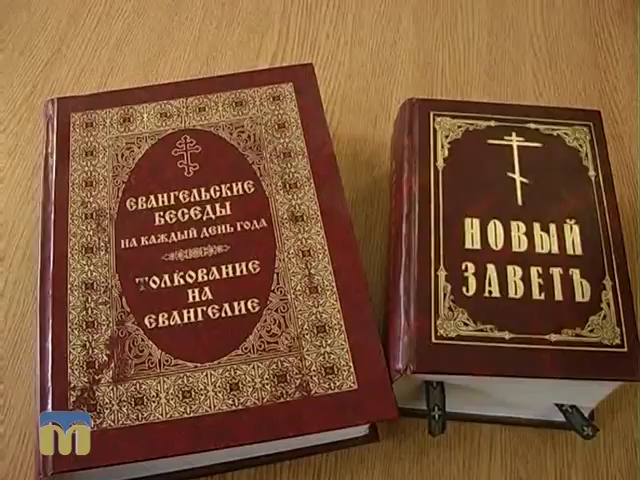 ЕВАНГЕЛЬСКИЕ
БЕСЕДЫ
НА КАЖДЫЙ ДЕНЬ ГОДА
ТОЛКОВАНИЕ
НА
ЕВАНГЕЛИЕ
НОВЫЙ
ЗАВЕТЪ
m